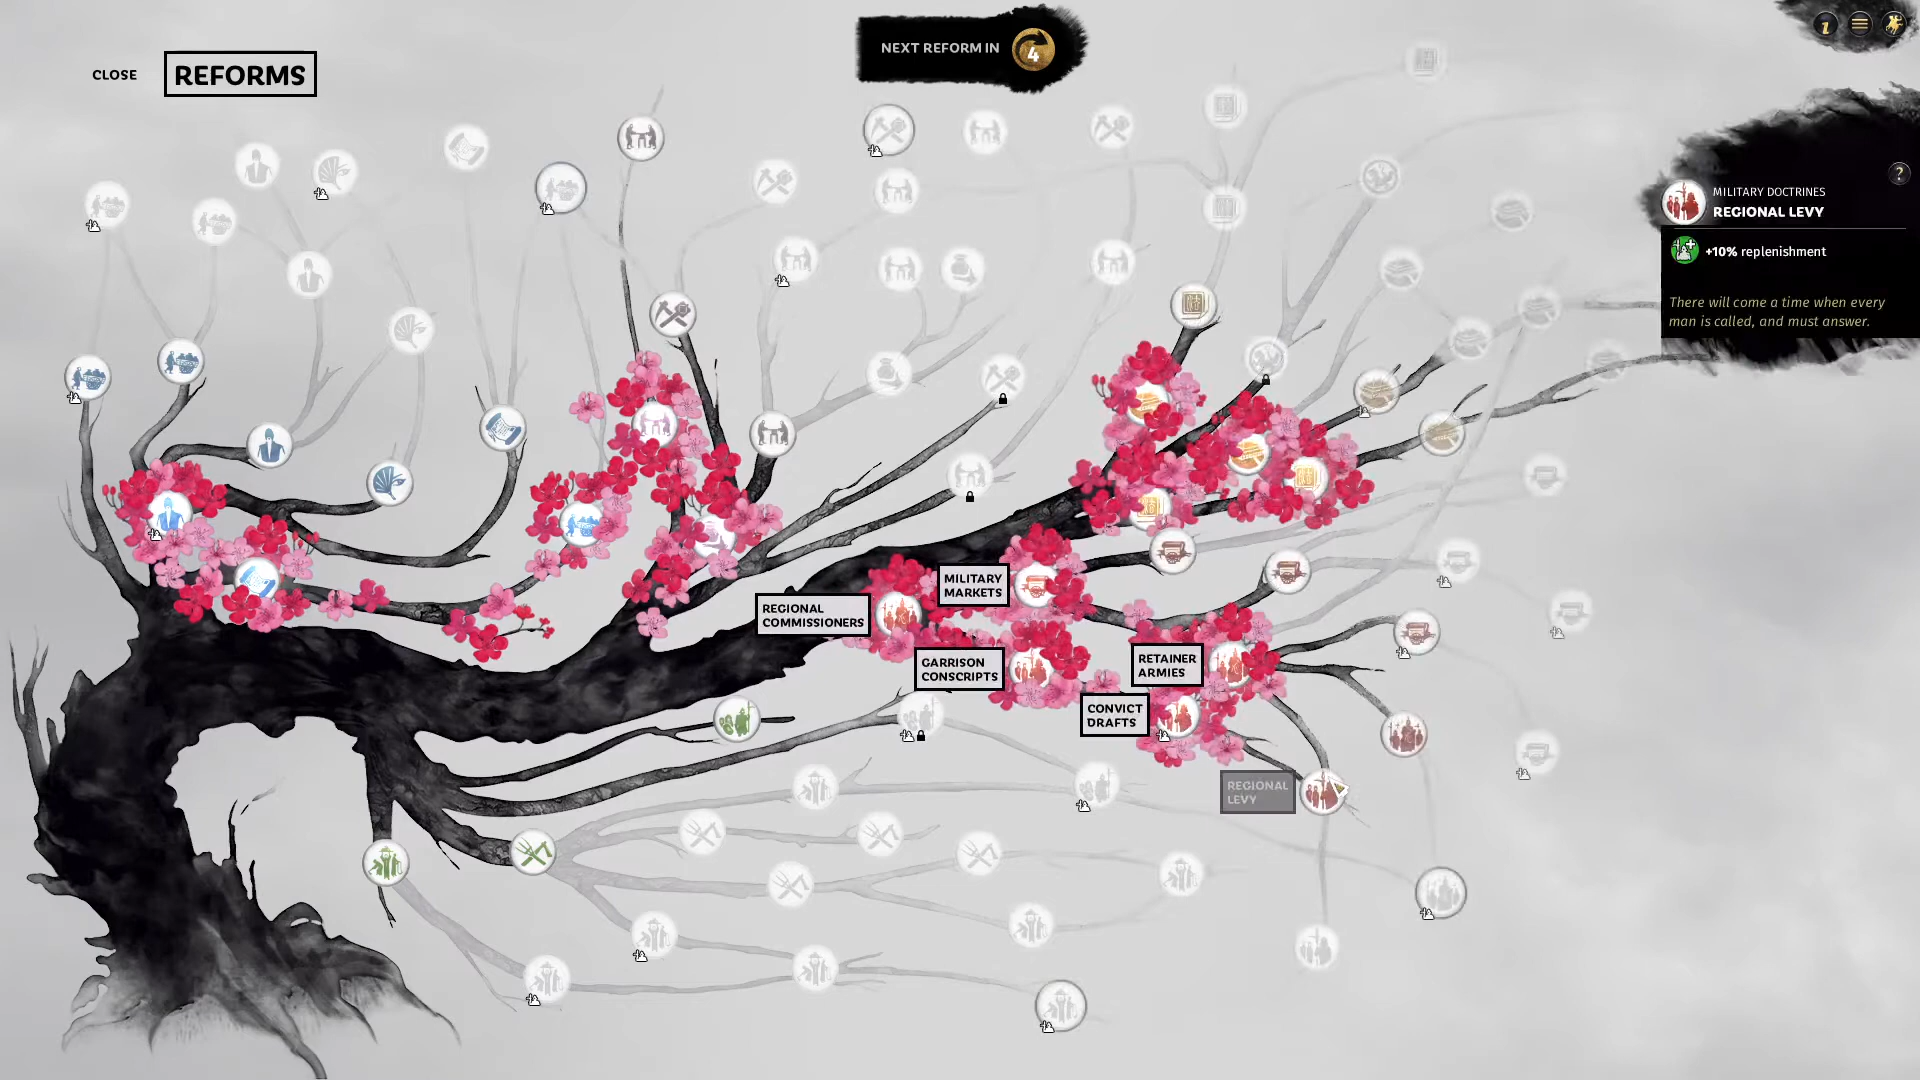 NEXT REFORM IN
4
CLOSE
REFORMS
?
MILITARY DOCTRINES
REGIONAL LEVY
+10% replenishment
There will come a time when every
man is called, and must answer.
MILITARY
MARKETS
REGIONAL
COMMISSIONERS
GARRISON
CONSCRIPTS
RETAINER
ARMIES
CONVICT
DRAFTS
REGIONAL
LEVY